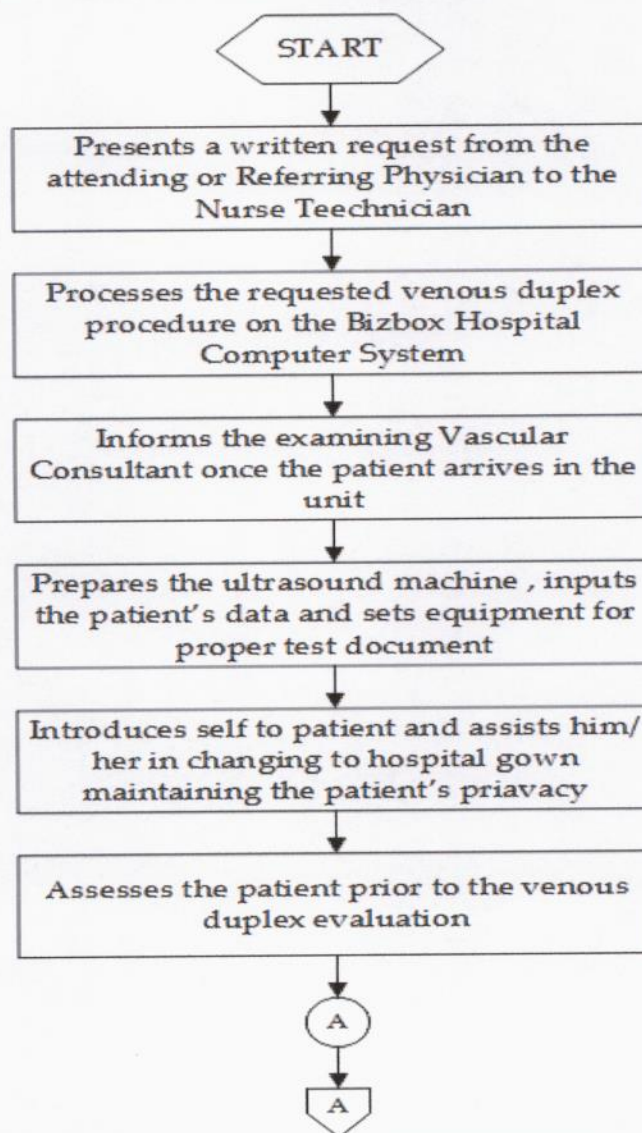 START
Presents a written request from the
attending or Referring Physician to the
Nurse Teechnician
Processes the requested venous duplex
procedure on the Bizbox Hospital
Computer System
Informs the examining Vascular
Consultant once the patient arrives in the
unit
Prepares the ultrasound machine , inputs
the patient's data and sets equipment for
proper test document
Introduces self to patient and assists him/
her in changing to hospital gown
maintaining the patient's priavacy
Assesses the patient prior to the venous
duplex evaluation
A
A